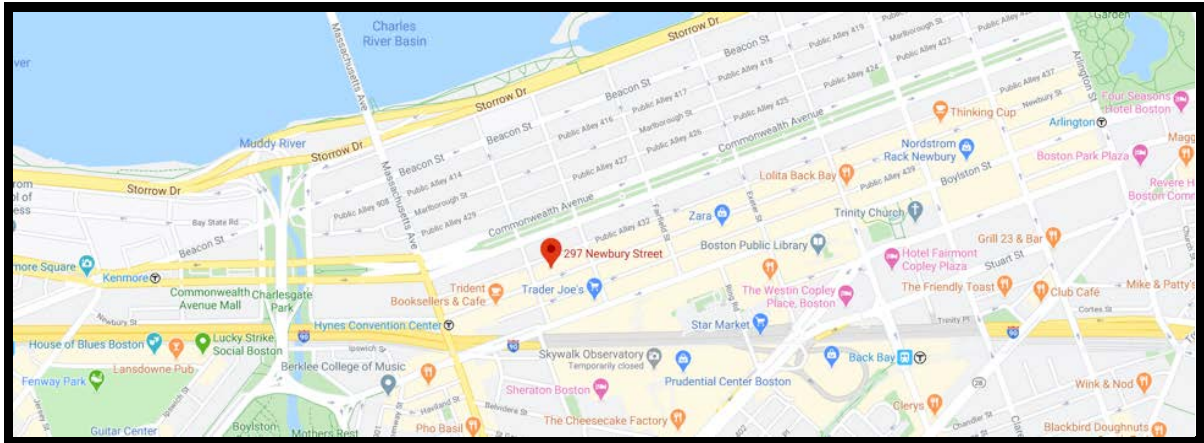 Charles
River Basin
Massachusetts Ave
Storrow Dr
Beacon St
Public Alley 419
Marlborough St
Public Alley 423
Garden
Public Alley 418
Public Alley 424
Arlington St
Storrow Dr
Beacon St
Public Alley 417
Public Alley 425
Commonwealth Avenue
Public Alley 437
Newbury St
Four Seasons
Hotel Boston
Thinking Cup
Arlington
Muddy River
Storrow Dr
Beacon St
Public Alley 416
Marlborough St
Public Alley 426
Nordstrom
Rack Newbury
Boylston St
Boston Park Plaza
Storrow Dr
Beacon St
Public Alley 414
Public Alley 427
Lolita Back Bay
Public Alley 439
Massachusetts Ave
Public Alley 908
Marlborough St
Public Alley 429
Commonwealth Avenue
Public Alley 432
Fairfield St
Zara
Exeter St
Trinity Church
Bay State Rd
Beacon St
297 Newbury Street
Boston Public Library
Hotel Fairmont
Copley Plaza
Grill 23 & Bar
Stuart St
Kenmore
Trident
Booksellers & Cafe
Trader Joe's
The Westin Copley
Place, Boston
The Friendly Toast
Club Café
Mike & Patty's
Commonwealth
Avenue Mall
Charlesgate
Park
Ring Rd
Newbury St
Hynes Convention Center
Star Market
Trinity Pl
Cortes St
90
90
90
House of Blues Boston
Lucky Strike
Social Boston
Ipswich St
Skywalk Observatory
Temporarily closed
Back Bay
Lansdowne Pub
Berklee College of Music
Prudential Center Boston
Fenway Park
Sheraton Boston
28
Wink & Nod
Jersey St
Ipswich St
Haviland St
Belvidere St
Clerys
Chandler St
Guitar Center
Boylston
Mothers Rest
Pho Basil
The Cheesecake Factory
Blackbird Doughnuts